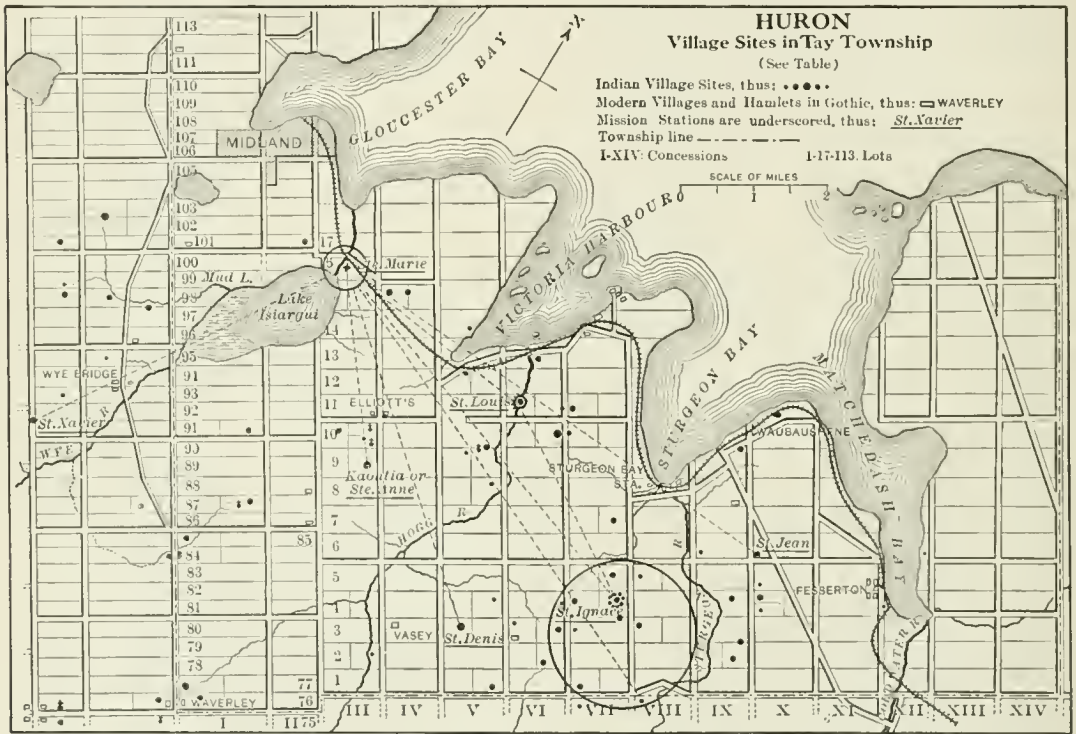 HURON
Village Sites in Tay Township
(See Table)
Indian Village Sites, thus:
Modern Villages and Hamlets in Gothic, thus: WAVERLEY
Mission Stations are underscored, thus: St. Xavier
Township line
I-XIV: Concessions 1-17-113. Lots
SCALE OF MILES
0 1 2
N
GLOUCESTER BAY
VICTORIA HARBOUR
STURGEON BAY
MATCHEDASH BAY
MIDLAND
113
111
110
109
108
107
106
105
103
102
101
100
99
98
97
96
95
91
93
92
91
90
89
88
87
86
85
84
83
82
81
80
79
78
77
76
75
17
Ste. Marie
Mud L.
Lake Isiargui
14
13
12
11
10
9
8
7
6
5
4
3
2
1
WYE BRIDGE
St. Xavier
WYE R
ELLIOTT'S
St. Louis
Kaoutia or
Ste. Anne
HOGG R
STURGEON BAY
STA.
WAUBAUSHENE
St. Jean
FESSERTON
St. Ignace
STURGEON R
VASEY
St. Denis
WAVERLEY
COLDWATER R
I II III IV V VI VII VIII IX X XI XII XIII XIV